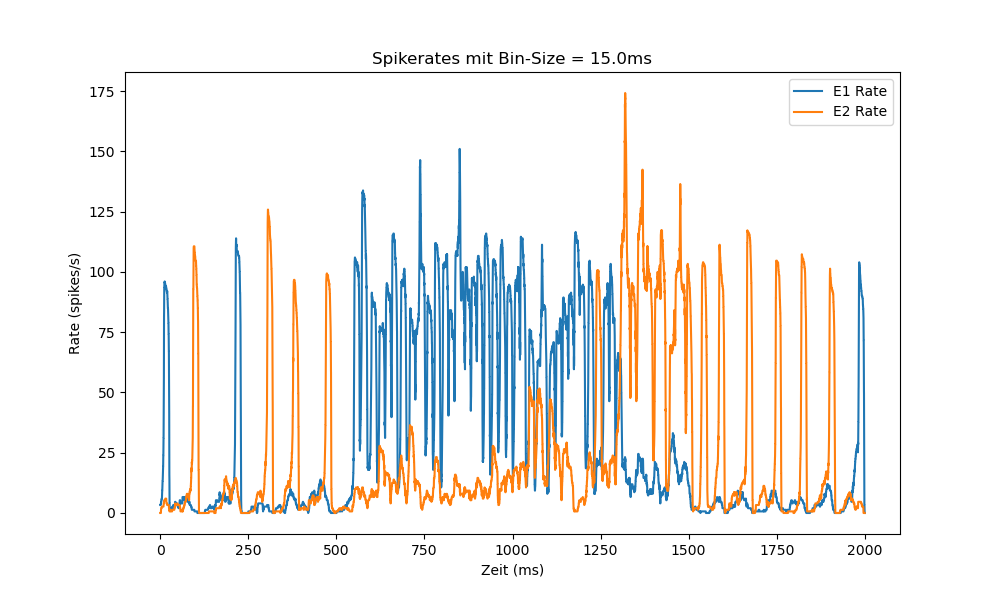 Spikerates mit Bin-Size = 15.0ms
E1 Rate
E2 Rate
175
150
125
100
75
50
25
0
Rate (spikes/s)
0 250 500 750 1000 1250 1500 1750 2000
Zeit (ms)